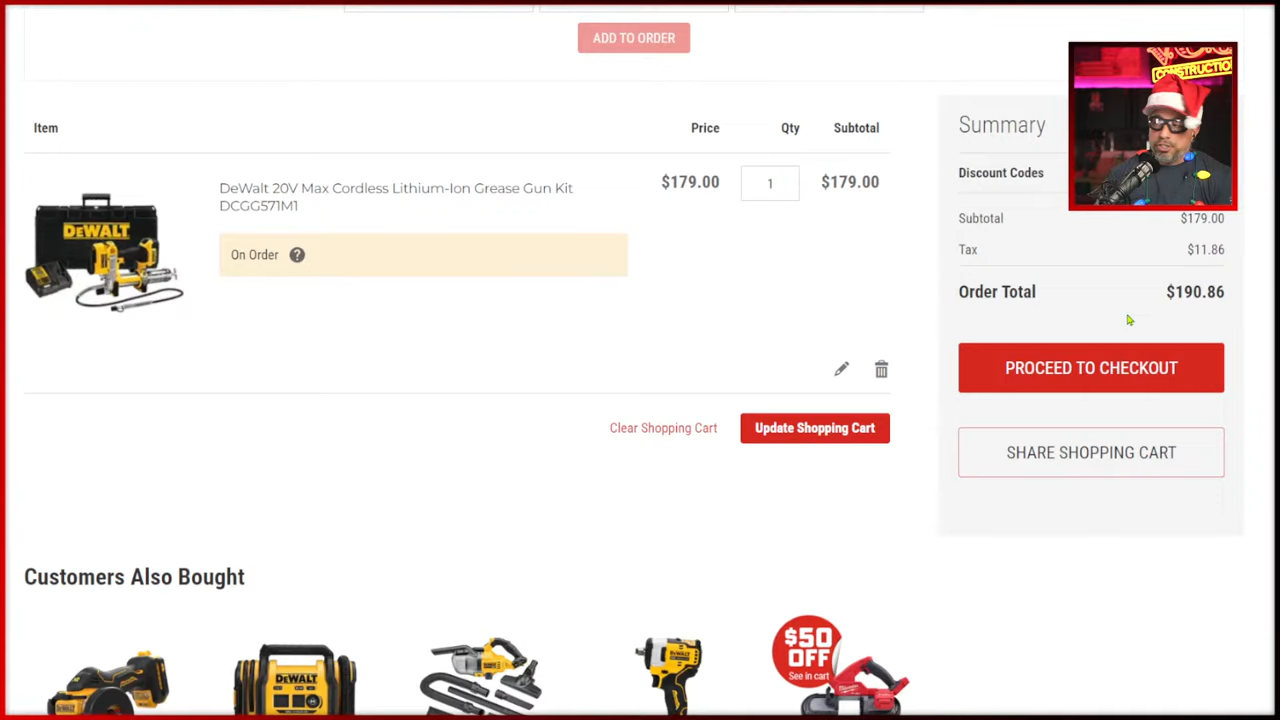 ADD TO ORDER
CONSTRUCTIO
Item
Price
Qty
Subtotal
Summary
DeWalt 20V Max Cordless Lithium-Ion Grease Gun Kit
DCGG571M1
$179.00
1
$179.00
On Order ?
DEWALT
Discount Codes
Subtotal
$179.00
Tax
$11.86
Order Total
$190.86
PROCEED TO CHECKOUT
Clear Shopping Cart
Update Shopping Cart
SHARE SHOPPING CART
Customers Also Bought
DEWALT
$50
OFF
See in cart